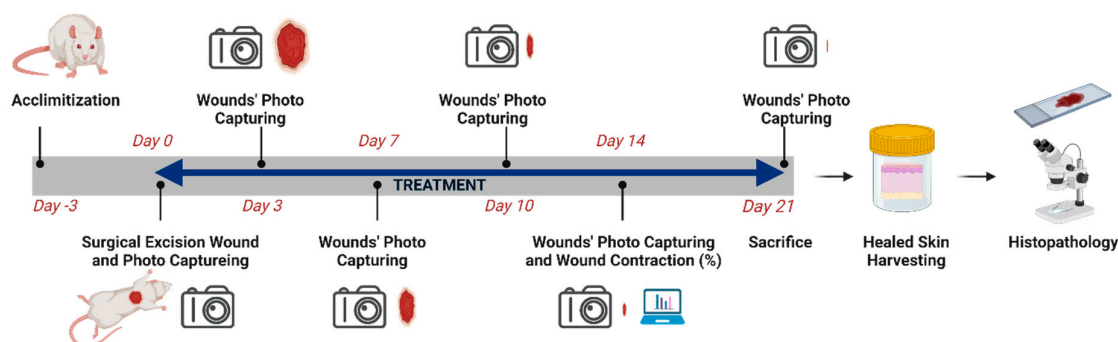 Acclimitization
Wounds' Photo
Capturing
Wounds' Photo
Capturing
Wounds' Photo
Capturing
Day 0
Day 7
Day 14
TREATMENT
Day -3
Day 3
Day 10
Day 21
Surgical Excision Wound
and Photo Captureing
Wounds' Photo
Capturing
Wounds' Photo Capturing
and Wound Contraction (%)
Sacrifice
Healed Skin
Harvesting
Histopathology